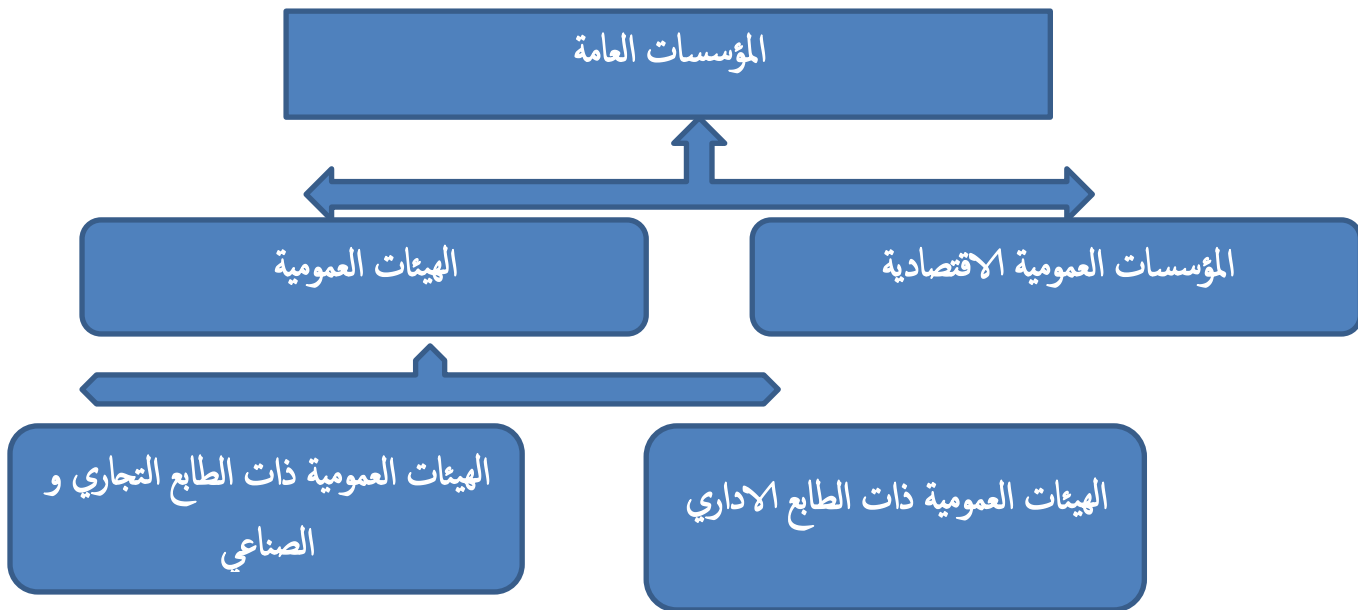 المؤسسات العامة
المؤسسات العمومية الاقتصادية
الهيئات العمومية
الهيئات العمومية ذات الطابع الاداري
الهيئات العمومية ذات الطابع التجاري و
الصناعي